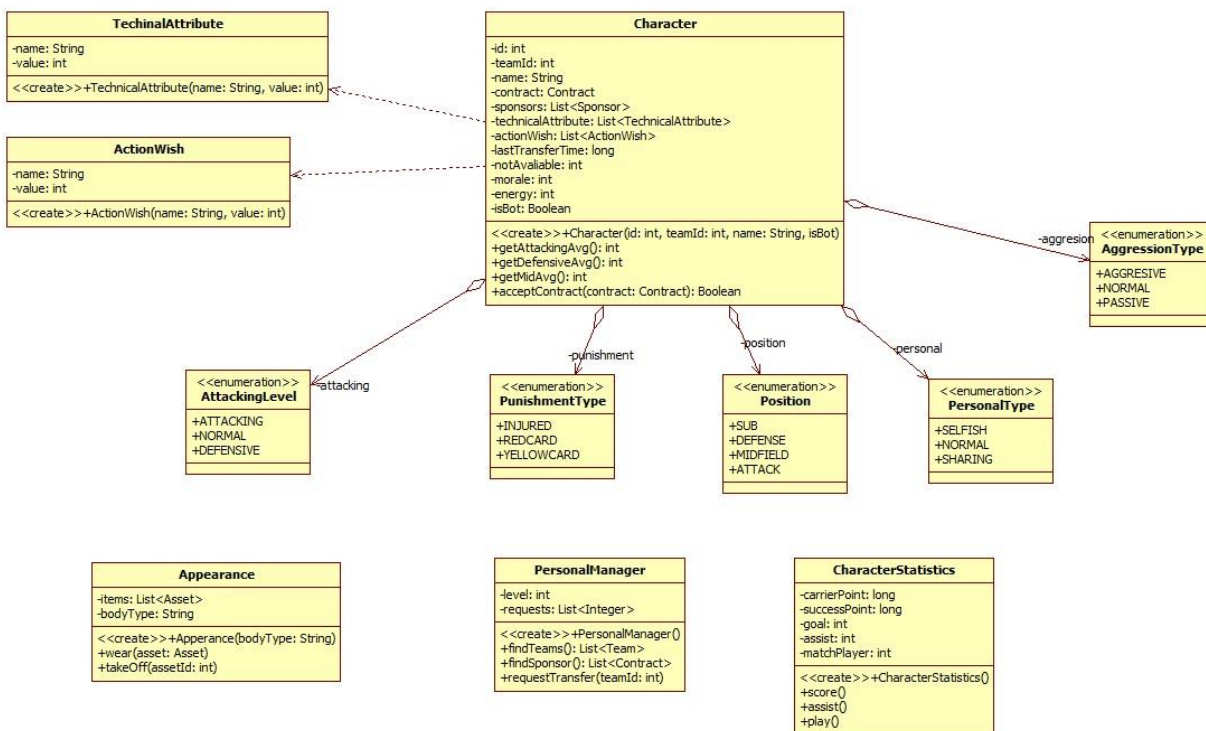 TechinalAttribute
-name: String
-value: int
<<create>>+TechnicalAttribute(name: String, value: int)
ActionWish
-name: String
-value: int
<<create>>+ActionWish(name: String, value: int)
Character
-id: int
-teamId: int
-name: String
-contract: Contract
-sponsors: List<Sponsor>
-technicalAttribute: List<TechnicalAttribute>
-actionWish: List<ActionWish>
-lastTransferTime: long
-notAvaliable: int
-morale: int
-energy: int
-isBot: Boolean
<<create>>+Character(id: int, teamId: int, name: String, isBot)
+getAttackingAvg(): int
+getDefensiveAvg(): int
+getMidAvg(): int
+acceptContract(contract: Contract): Boolean
-aggresion
<<enumeration>>
AggressionType
+AGGRESIVE
+NORMAL
+PASSIVE
-attacking
<<enumeration>>
AttackingLevel
+ATTACKING
+NORMAL
+DEFENSIVE
-punishment
<<enumeration>>
PunishmentType
+INJURED
+REDCARD
+YELLOWCARD
-position
<<enumeration>>
Position
+SUB
+DEFENSE
+MIDFIELD
+ATTACK
-personal
<<enumeration>>
PersonalType
+SELFISH
+NORMAL
+SHARING
Appearance
-items: List<Asset>
-bodyType: String
<<create>>+Apperance(bodyType: String)
+wear(asset: Asset)
+takeOff(assetId: int)
PersonalManager
-level: int
-requests: List<Integer>
<<create>>+PersonalManager()
+findTeams(): List<Team>
+findSponsor(): List<Contract>
+requestTransfer(teamId: int)
CharacterStatistics
-carrierPoint: long
-successPoint: long
-goal: int
-assist: int
-matchPlayer: int
<<create>>+CharacterStatistics()
+score()
+assist()
+play()